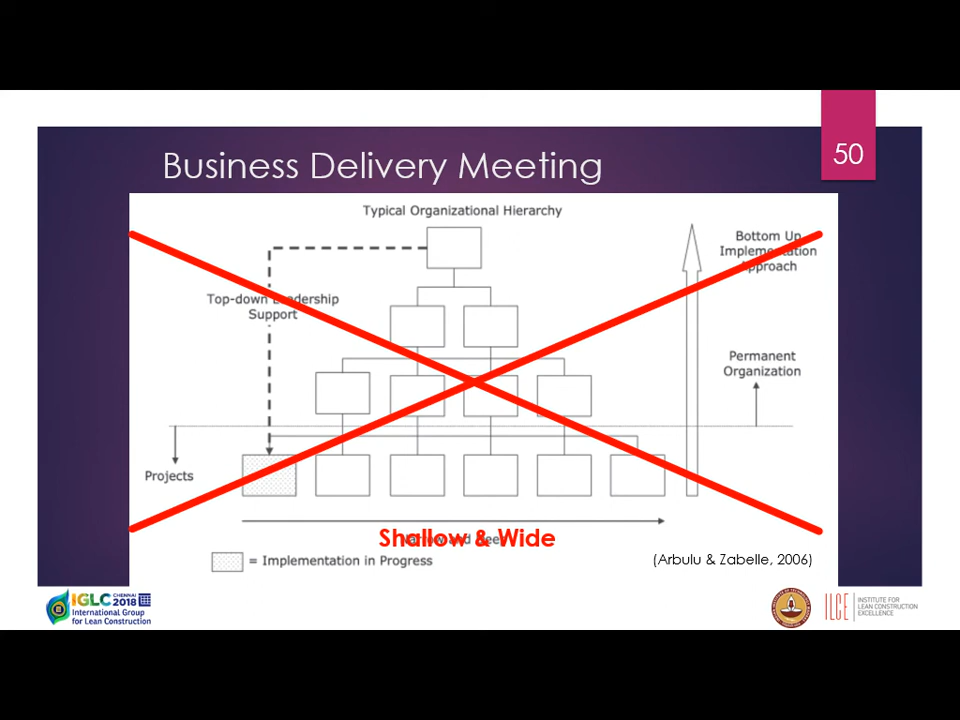 50
Business Delivery Meeting
Typical Organizational Hierarchy
Bottom Up
Implementation
Approach
Top-down Leadership
Support
Permanent
Organization
Projects
Shallow & Wide
= Implementation in Progress
(Arbulu & Zabelle, 2006)
IGLC CHENNAI 2018
International Group
for Lean Construction
ILCE
INSTITUTE FOR
LEAN CONSTRUCTION
EXCELLENCE